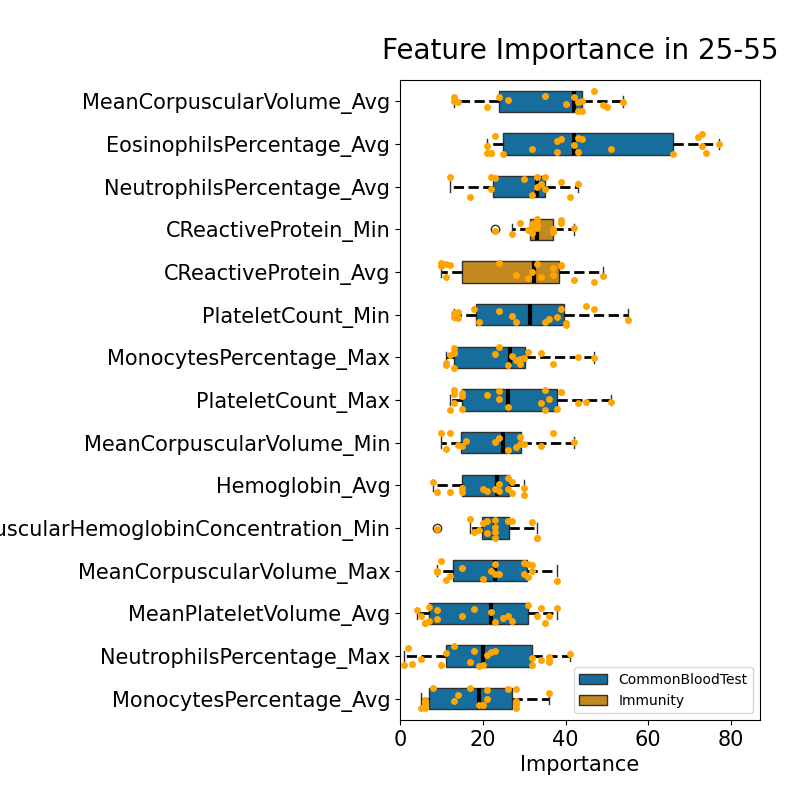 Feature Importance in 25-55
MeanCorpuscularVolume_Avg
EosinophilsPercentage_Avg
NeutrophilsPercentage_Avg
CReactiveProtein_Min
CReactiveProtein_Avg
PlateletCount_Min
MonocytesPercentage_Max
PlateletCount_Max
MeanCorpuscularVolume_Min
Hemoglobin_Avg
uscularHemoglobinConcentration_Min
MeanCorpuscularVolume_Max
MeanPlateletVolume_Avg
NeutrophilsPercentage_Max
MonocytesPercentage_Avg
CommonBloodTest
Immunity
0 20 40 60 80
Importance